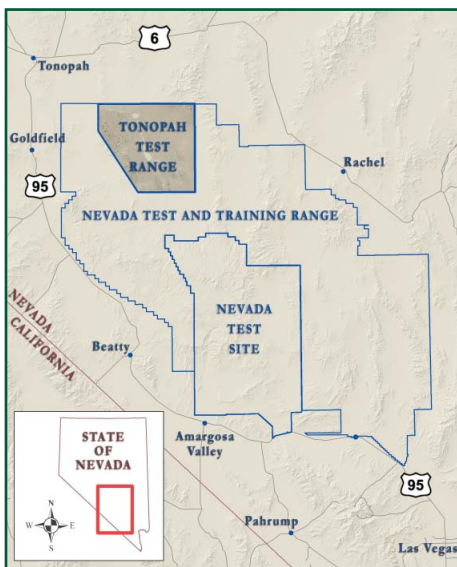 6
Tonopah
TONOPAH
TEST
RANGE
Goldfield
95
Rachel
NEVADA TEST AND TRAINING RANGE
NEVADA
CALIFORNIA
NEVADA
TEST
SITE
Beatty
Amargosa
Valley
STATE
OF
NEVADA
N
W
E
S
95
Pahrump
Las Vegas